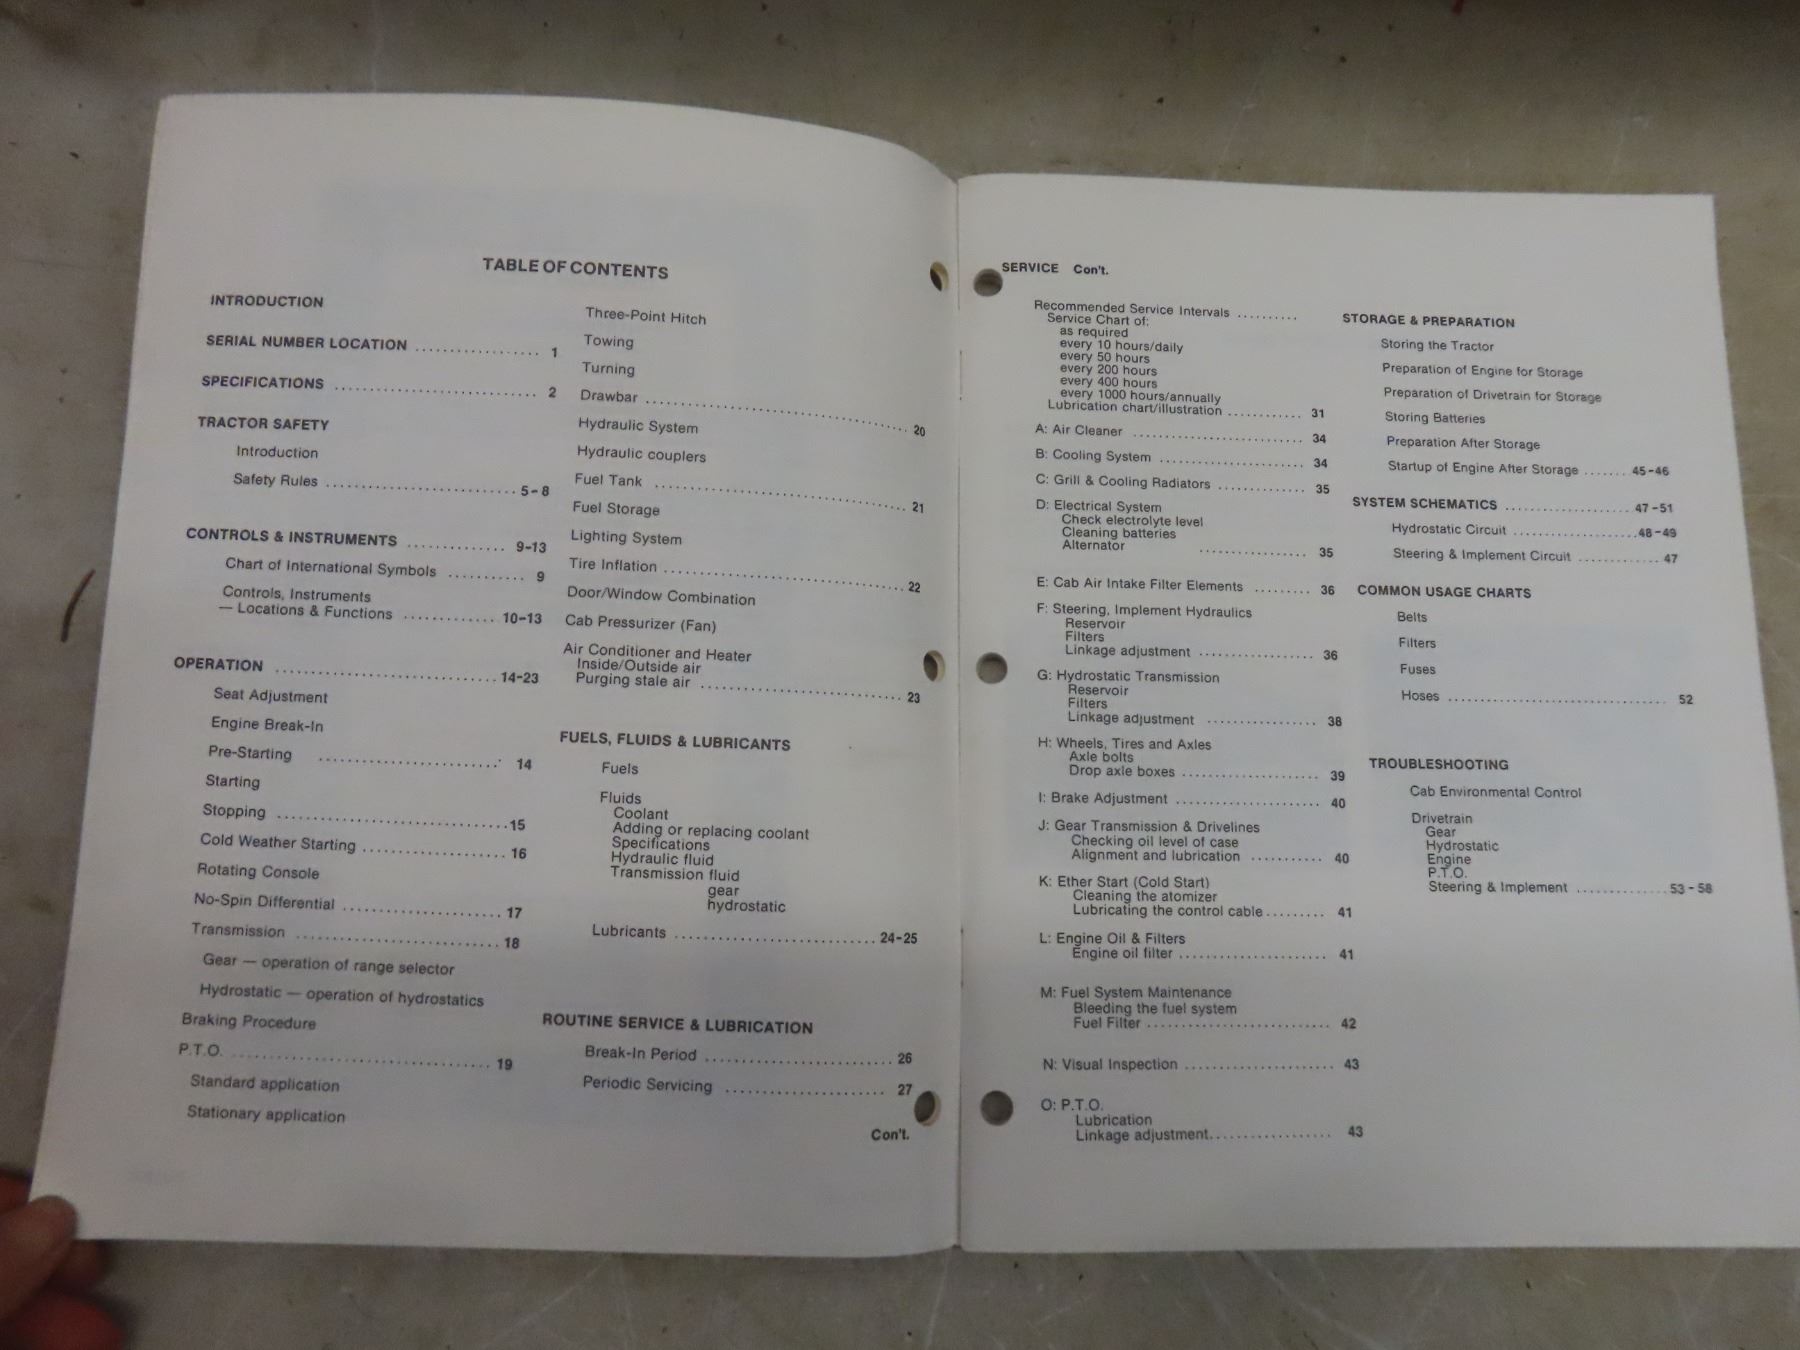 TABLE OF CONTENTS
INTRODUCTION
SERIAL NUMBER LOCATION .................. 1
SPECIFICATIONS ............................. 2
TRACTOR SAFETY
Introduction
Safety Rules ........................... 5-8
CONTROLS & INSTRUMENTS .............. 9-13
Chart of International Symbols ........... 9
Controls, Instruments
— Locations & Functions ............. 10-13
OPERATION ............................... 14-23
Seat Adjustment
Engine Break-In
Pre-Starting ......................... 14
Starting
Stopping ................................. 15
Cold Weather Starting .................... 16
Rotating Console
No-Spin Differential ...................... 17
Transmission ............................. 18
Gear — operation of range selector
Hydrostatic — operation of hydrostatics
Braking Procedure
P.T.O. ..................................... 19
Standard application
Stationary application
Three-Point Hitch
Towing
Turning
Drawbar ..................................... 20
Hydraulic System
Hydraulic couplers
Fuel Tank ................................... 21
Fuel Storage
Lighting System
Tire Inflation ................................ 22
Door/Window Combination
Cab Pressurizer (Fan)
Air Conditioner and Heater
Inside/Outside air
Purging stale air ............................ 23
FUELS, FLUIDS & LUBRICANTS
Fuels
Fluids
Coolant
Adding or replacing coolant
Specifications
Hydraulic fluid
Transmission fluid
gear
hydrostatic
Lubricants ............................ 24-25
ROUTINE SERVICE & LUBRICATION
Break-In Period ......................... 26
Periodic Servicing ..................... 27
Con't.
SERVICE Con't.
Recommended Service Intervals ..........
Service Chart of:
as required
every 10 hours/daily
every 50 hours
every 200 hours
every 400 hours
every 1000 hours/annually
Lubrication chart/illustration ........... 31
A: Air Cleaner ......................... 34
B: Cooling System ..................... 34
C: Grill & Cooling Radiators ............ 35
D: Electrical System
Check electrolyte level
Cleaning batteries
Alternator ............... 35
E: Cab Air Intake Filter Elements ......... 36
F: Steering, Implement Hydraulics
Reservoir
Filters
Linkage adjustment ................. 36
G: Hydrostatic Transmission
Reservoir
Filters
Linkage adjustment ................ 38
H: Wheels, Tires and Axles
Axle bolts
Drop axle boxes .................... 39
I: Brake Adjustment ..................... 40
J: Gear Transmission & Drivelines
Checking oil level of case
Alignment and lubrication ........... 40
K: Ether Start (Cold Start)
Cleaning the atomizer
Lubricating the control cable ......... 41
L: Engine Oil & Filters
Engine oil filter ...................... 41
M: Fuel System Maintenance
Bleeding the fuel system
Fuel Filter ........................... 42
N: Visual Inspection ...................... 43
O: P.T.O.
Lubrication
Linkage adjustment.................. 43
STORAGE & PREPARATION
Storing the Tractor
Preparation of Engine for Storage
Preparation of Drivetrain for Storage
Storing Batteries
Preparation After Storage
Startup of Engine After Storage ....... 45-46
SYSTEM SCHEMATICS .................. 47-51
Hydrostatic Circuit .................. 48-49
Steering & Implement Circuit ............. 47
COMMON USAGE CHARTS
Belts
Filters
Fuses
Hoses ................................. 52
TROUBLESHOOTING
Cab Environmental Control
Drivetrain
Gear
Hydrostatic
Engine
P.T.O.
Steering & Implement ............. 53-58